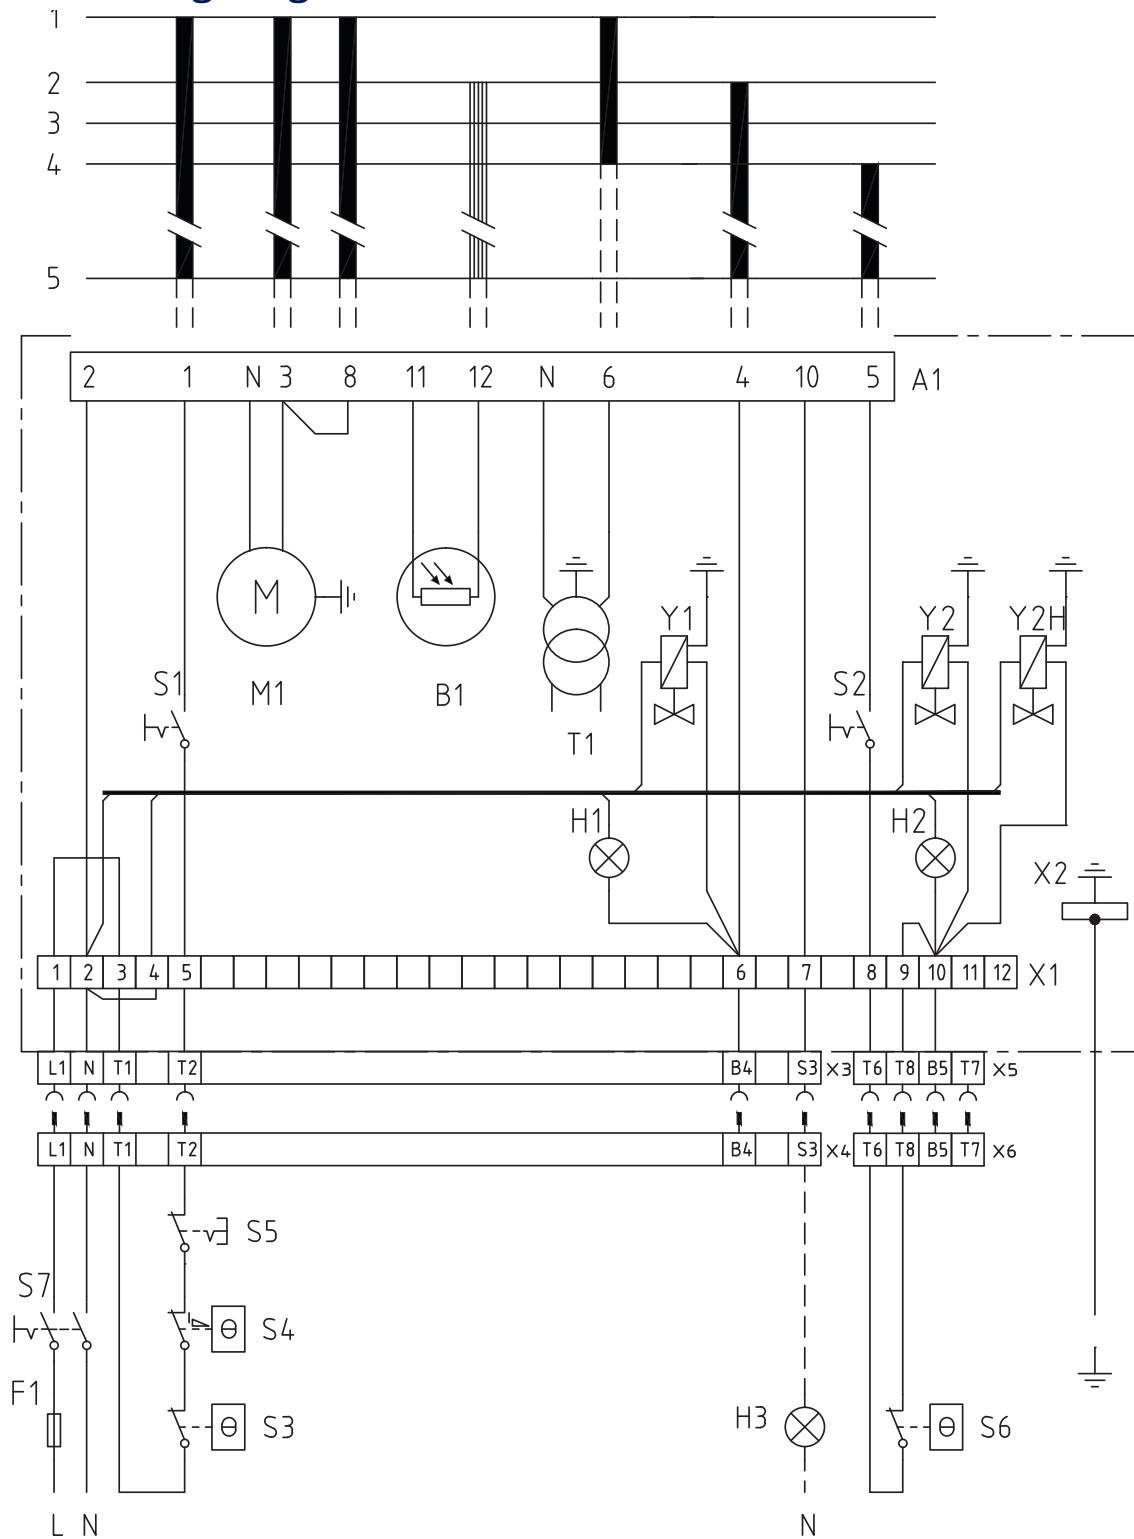 1
2
3
4
5
2 1 N 3 8 11 12 N 6 4 10 5 A1
M
Y1 Y2 Y2H
S1 M1 B1 S2
T1
H1 H2
X2
1 2 3 4 5 6 7 8 9 10 11 12 X1
L1 N T1 T2 B4 S3 X3 T6 T8 B5 T7 X5
L1 N T1 T2 B4 S3 X4 T6 T8 B5 T7 X6
S5
S7
θ S4
F1
θ S3 H3 θ S6
L N N